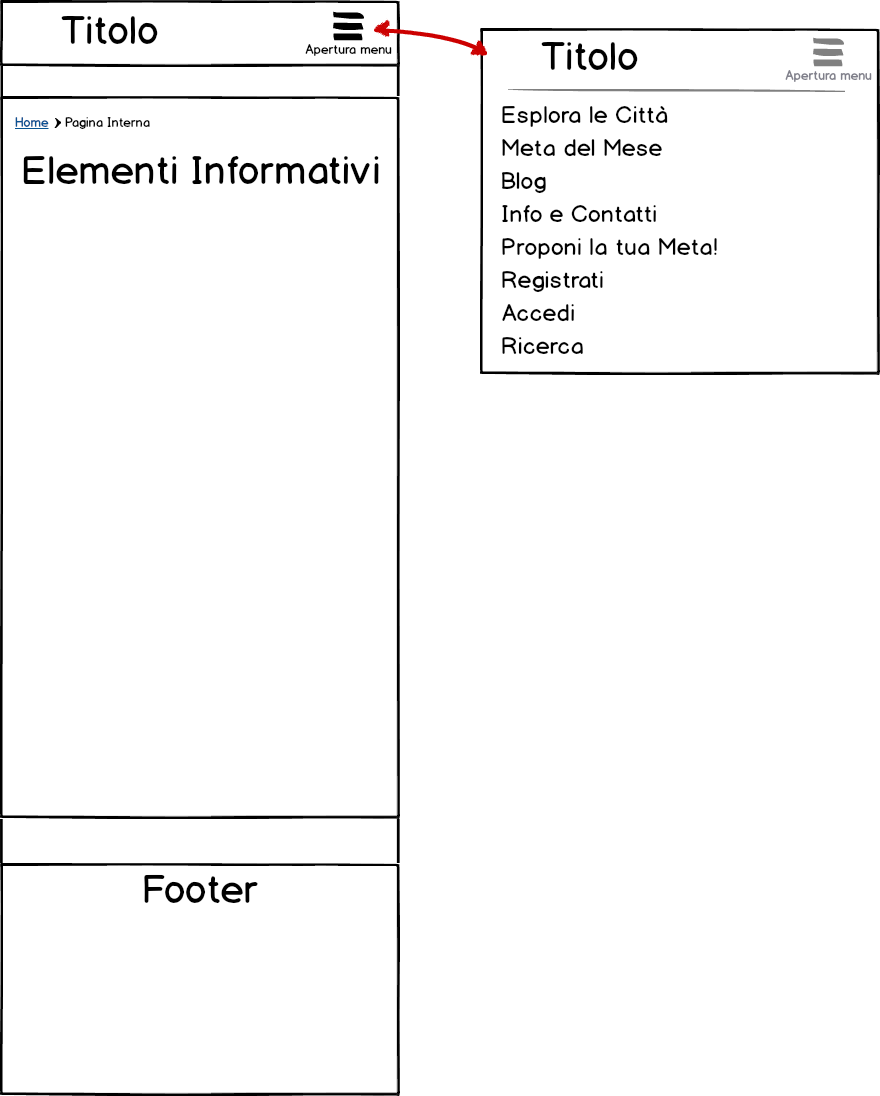 Titolo
Apertura menu
Home > Pagina Interna
Elementi Informativi
Footer
Titolo
Apertura menu
Esplora le Città
Meta del Mese
Blog
Info e Contatti
Proponi la tua Meta!
Registrati
Accedi
Ricerca